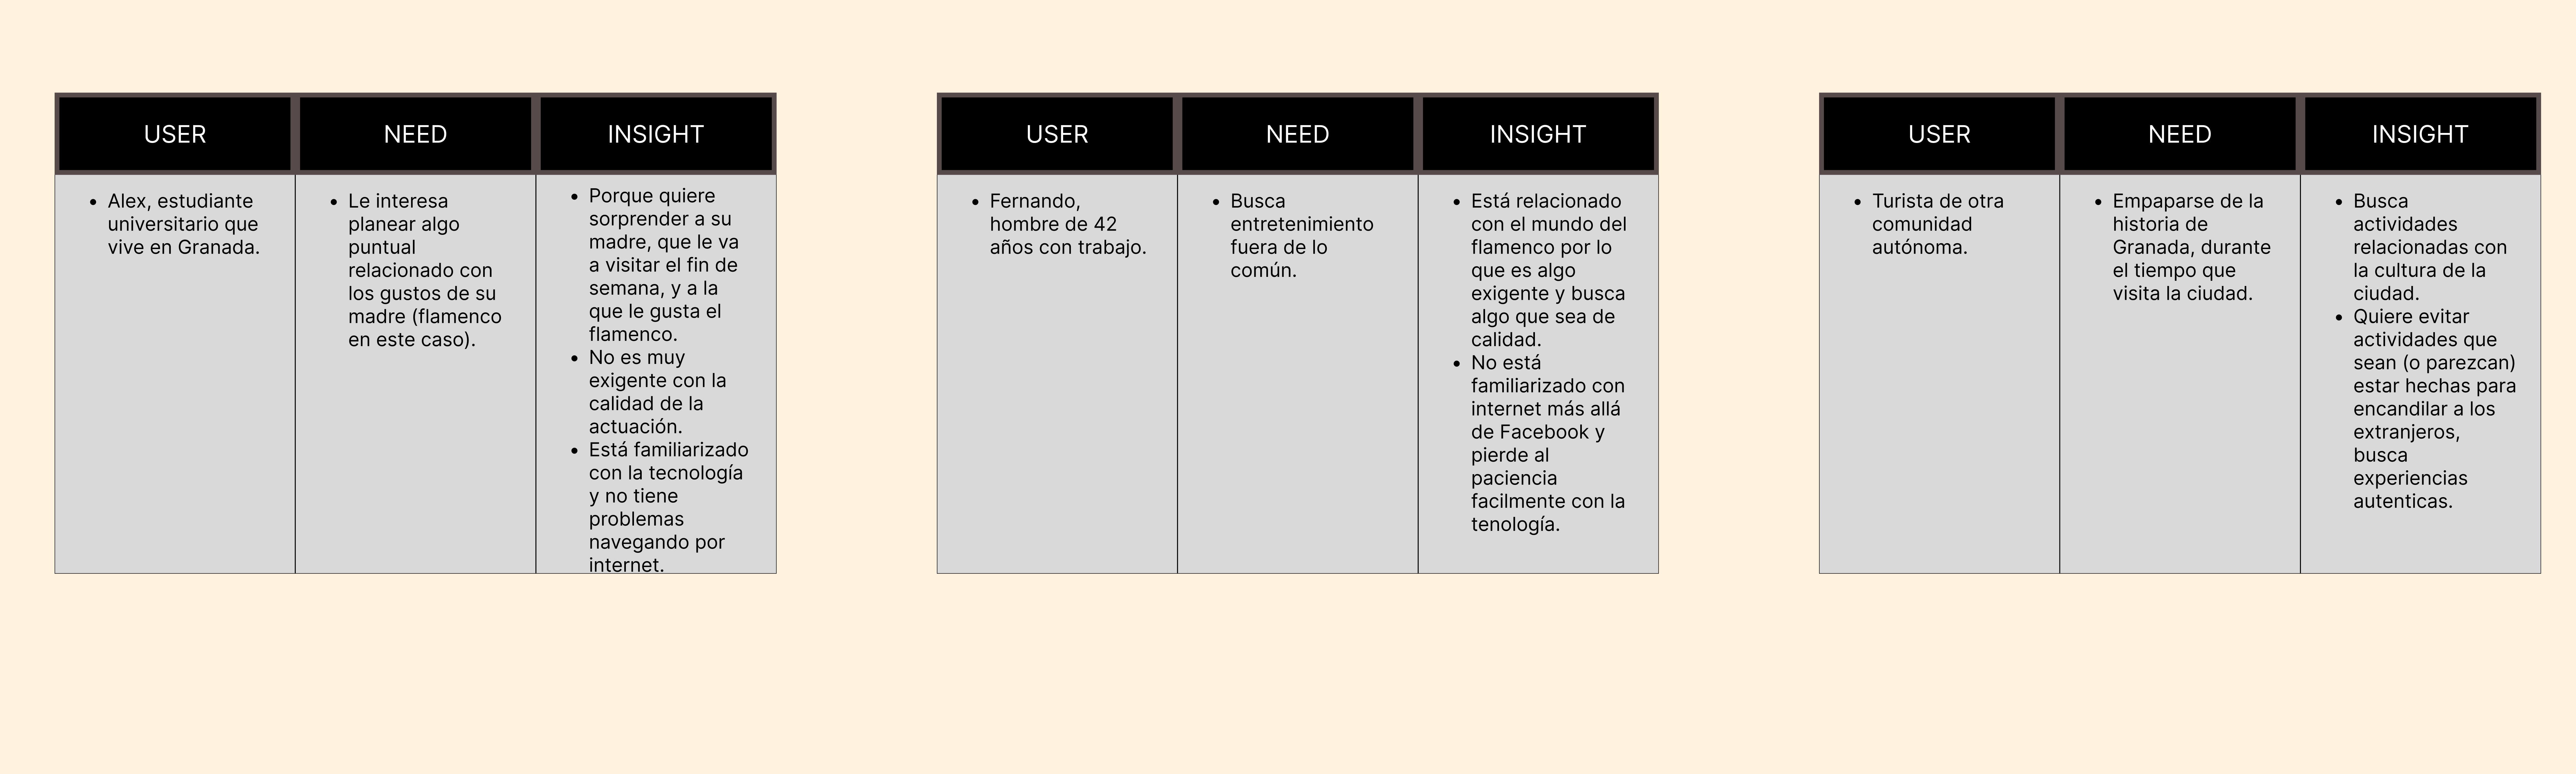 USER
NEED
INSIGHT
• Alex, estudiante
universitario que
vive en Granada.
• Le interesa
planear algo
puntual
relacionado con
los gustos de su
madre (flamenco
en este caso).
• Porque quiere
sorprender a su
madre, que le va
a visitar el fin de
semana, y a la
que le gusta el
flamenco.
• No es muy
exigente con la
calidad de la
actuación.
• Está familiarizado
con la tecnología
y no tiene
problemas
navegando por
internet.
USER
NEED
INSIGHT
• Fernando,
hombre de 42
años con trabajo.
• Busca
entretenimiento
fuera de lo
común.
• Está relacionado
con el mundo del
flamenco por lo
que es algo
exigente y busca
algo que sea de
calidad.
• No está
familiarizado con
internet más allá
de Facebook y
pierde al
paciencia
facilmente con la
tenología.
USER
NEED
INSIGHT
• Turista de otra
comunidad
autónoma.
• Empaparse de la
historia de
Granada, durante
el tiempo que
visita la ciudad.
• Busca
actividades
relacionadas con
la cultura de la
ciudad.
• Quiere evitar
actividades que
sean (o parezcan)
estar hechas para
encandilar a los
extranjeros,
busca
experiencias
autenticas.